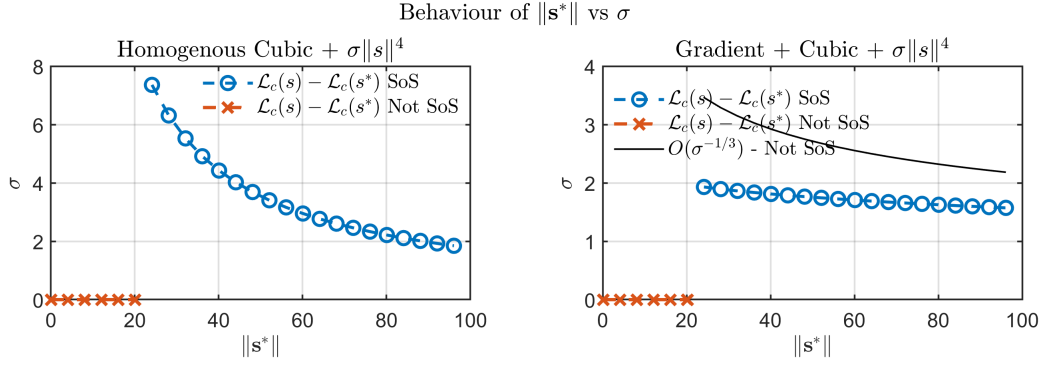 Behaviour of ‖s*‖ vs σ
Homogenous Cubic + σ‖s‖⁴
8
6
4
2
0
σ
ℒc(s) − ℒc(s*) SoS
ℒc(s) − ℒc(s*) Not SoS
0 20 40 60 80 100
‖s*‖
Gradient + Cubic + σ‖s‖⁴
4
3
2
1
0
σ
ℒc(s) − ℒc(s*) SoS
ℒc(s) − ℒc(s*) Not SoS
O(σ⁻¹/³) - Not SoS
0 20 40 60 80 100
‖s*‖